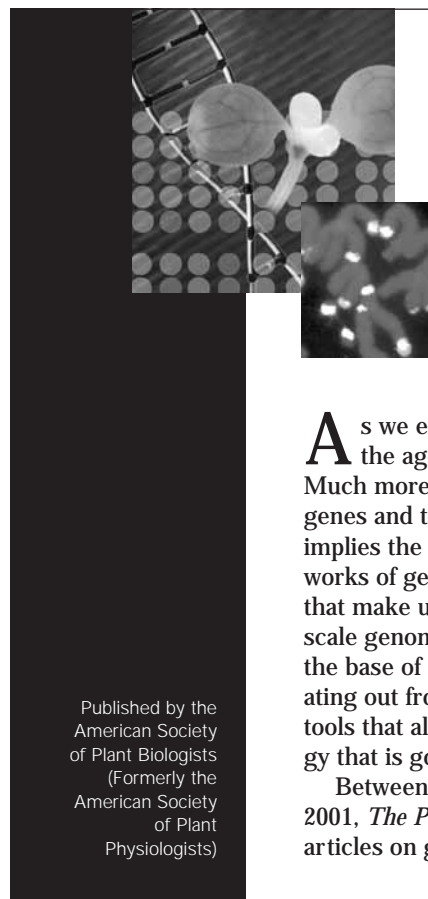 As we e
the ag
Much more
genes and t
implies the
works of ge
that make u
scale genom
the base of
ating out fro
tools that al
gy that is go
Between
2001, The P
articles on g
Published by the
American Society
of Plant Biologists
(Formerly the
American Society
of Plant
Physiologists)